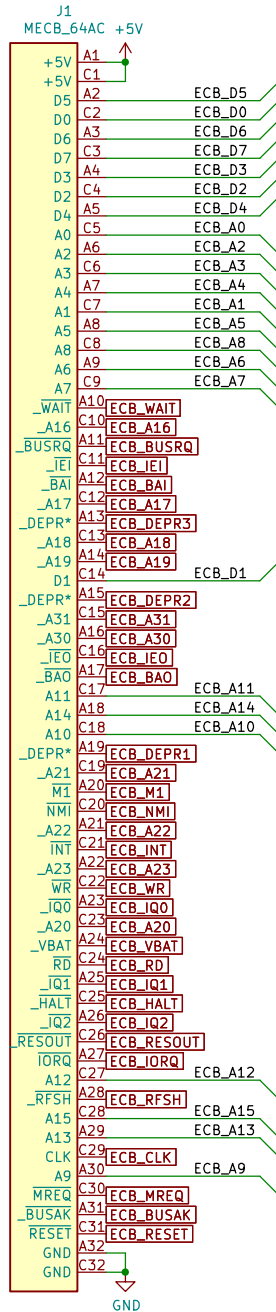 J1
MECB_64AC +5V
+5V A1
+5V C1
D5 A2 ECB_D5
D0 C2 ECB_D0
D6 A3 ECB_D6
D7 C3 ECB_D7
D3 A4 ECB_D3
D2 C4 ECB_D2
D4 A5 ECB_D4
A0 C5 ECB_A0
A2 A6 ECB_A2
A3 C6 ECB_A3
A4 A7 ECB_A4
A1 C7 ECB_A1
A5 A8 ECB_A5
A8 C8 ECB_A8
A6 A9 ECB_A6
A7 C9 ECB_A7
_WAIT A10 ECB_WAIT
_A16 C10 ECB_A16
_BUSRQ A11 ECB_BUSRQ
_IEI C11 ECB_IEI
_BAI A12 ECB_BAI
_A17 C12 ECB_A17
_DEPR* A13 ECB_DEPR3
_A18 C13 ECB_A18
_A19 A14 ECB_A19
D1 C14 ECB_D1
_DEPR* A15 ECB_DEPR2
_A31 C15 ECB_A31
_A30 A16 ECB_A30
_IEO C16 ECB_IEO
_BAO A17 ECB_BAO
A11 C17 ECB_A11
A14 A18 ECB_A14
A10 C18 ECB_A10
_DEPR* A19 ECB_DEPR1
_A21 C19 ECB_A21
M1 A20 ECB_M1
NMI C20 ECB_NMI
_A22 A21 ECB_A22
INT C21 ECB_INT
_A23 A22 ECB_A23
WR C22 ECB_WR
_IQ0 A23 ECB_IQ0
_A20 C23 ECB_A20
_VBAT A24 ECB_VBAT
RD C24 ECB_RD
_IQ1 A25 ECB_IQ1
_HALT C25 ECB_HALT
_IQ2 A26 ECB_IQ2
_RESOUT C26 ECB_RESOUT
IORQ A27 ECB_IORQ
A12 C27 ECB_A12
_RFSH A28 ECB_RFSH
A15 C28 ECB_A15
A13 A29 ECB_A13
CLK C29 ECB_CLK
A9 A30 ECB_A9
MREQ C30 ECB_MREQ
_BUSAK A31 ECB_BUSAK
RESET C31 ECB_RESET
GND A32
GND C32
GND